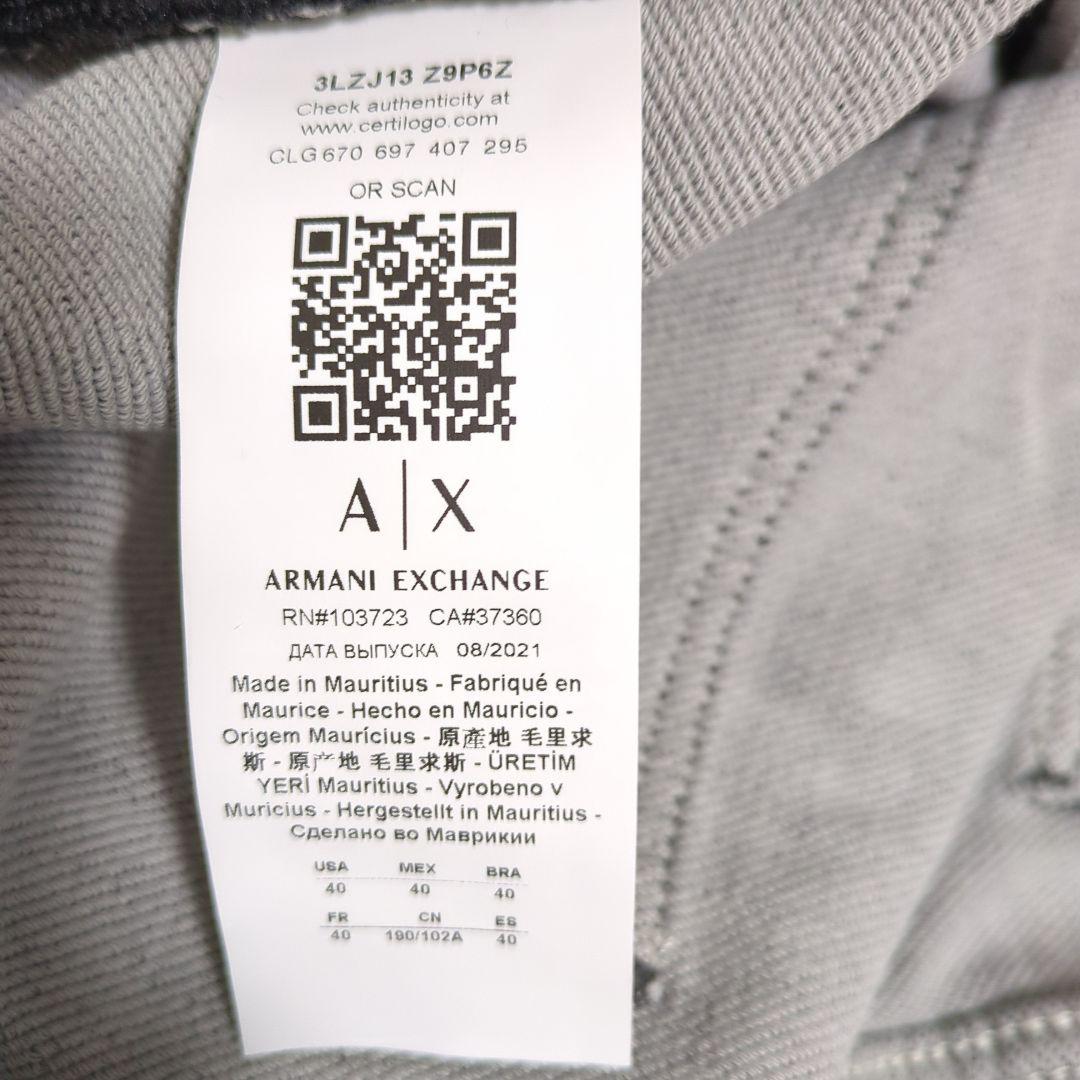 3LZJ13 Z9P6Z
Check authenticity at
www.certilogo.com
CLG 670 697 407 295
OR SCAN
A|X
ARMANI EXCHANGE
RN#103723 CA#37360
ДАТА ВЫПУСКА 08/2021
Made in Mauritius - Fabriqué en
Maurice - Hecho en Mauricio -
Origem Maurícius - 原產地 毛里求
斯 - 原产地 毛里求斯 - ÜRETİM
YERİ Mauritius - Vyrobeno v
Muricius - Hergestellt in Mauritius -
Сделано во Маврикии
USA MEX BRA
40 40 40
FR CN ES
40 190/102A 40